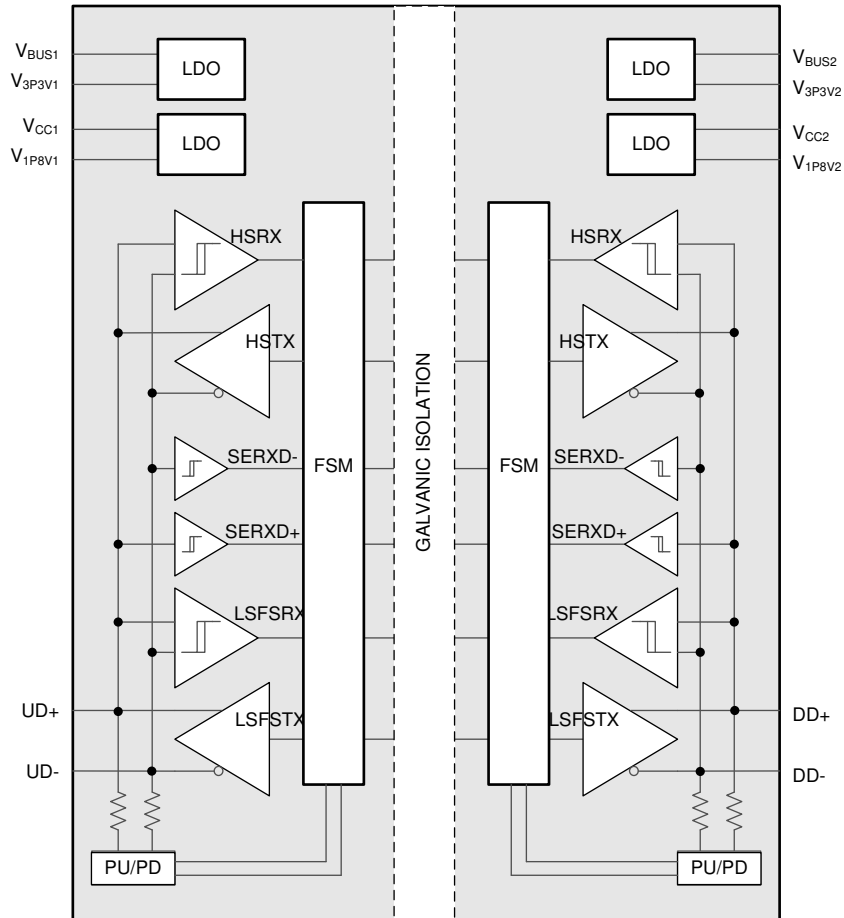 VBUS1
LDO
V3P3V1
VCC1
LDO
V1P8V1
HSRX
HSTX
SERXD-
FSM
SERXD+
LSFSRX
UD+
LSFSTX
UD-
PU/PD
GALVANIC ISOLATION
LDO
VBUS2
V3P3V2
LDO
VCC2
V1P8V2
HSRX
HSTX
FSM
SERXD-
SERXD+
LSFSRX
LSFSTX
DD+
DD-
PU/PD